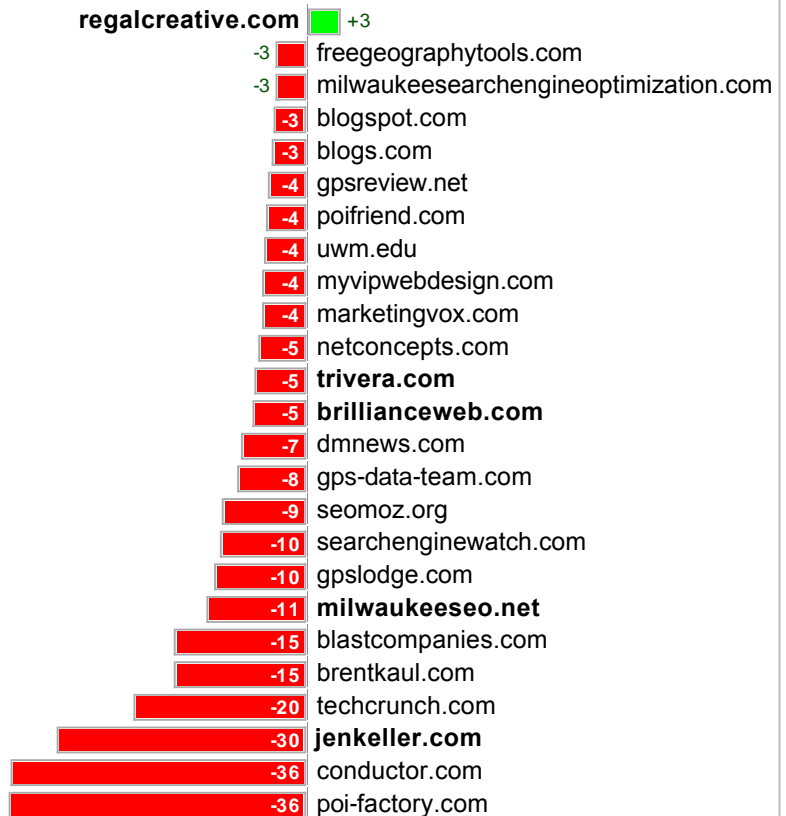 regalcreative.com +3
-3 freegeographytools.com
-3 milwaukeesearchengineoptimization.com
-3 blogspot.com
-3 blogs.com
-4 gpsreview.net
-4 poifriend.com
-4 uwm.edu
-4 myvipwebdesign.com
-4 marketingvox.com
-5 netconcepts.com
-5 trivera.com
-5 brillianceweb.com
-7 dmnews.com
-8 gps-data-team.com
-9 seomoz.org
-10 searchenginewatch.com
-10 gpslodge.com
-11 milwaukeeseo.net
-15 blastcompanies.com
-15 brentkaul.com
-20 techcrunch.com
-30 jenkeller.com
-36 conductor.com
-36 poi-factory.com